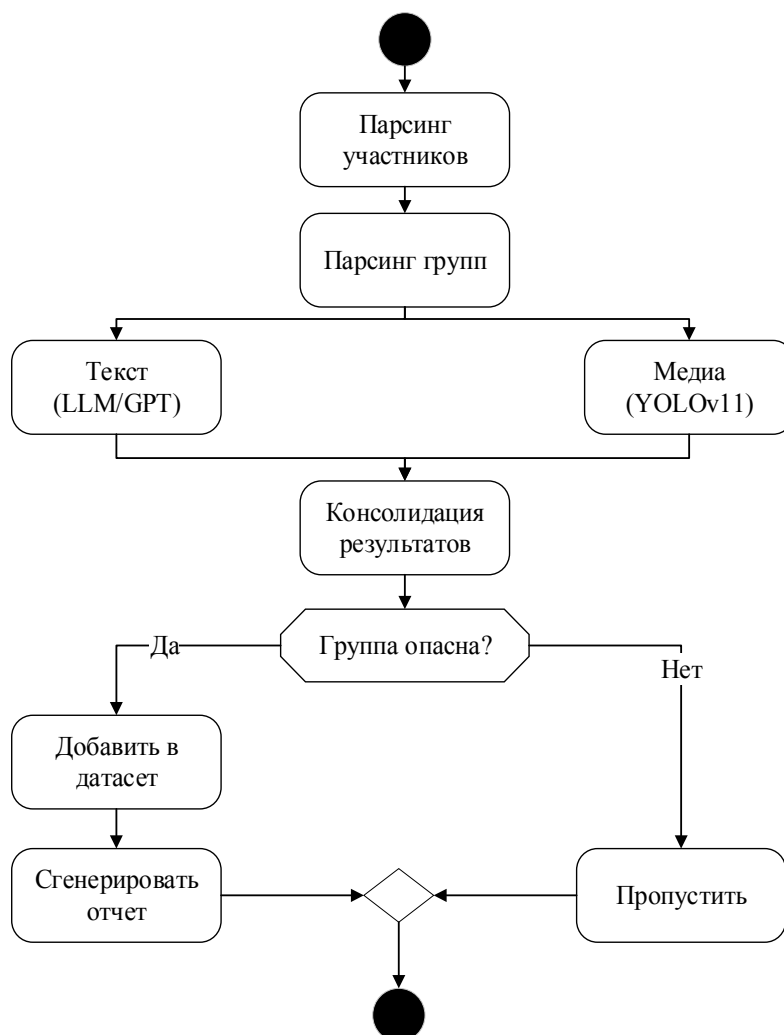 Парсинг
участников
Парсинг групп
Текст
(LLM/GPT)
Медиа
(YOLOv11)
Консолидация
результатов
Группа опасна?
Да
Нет
Добавить в
датасет
Сгенерировать
отчет
Пропустить